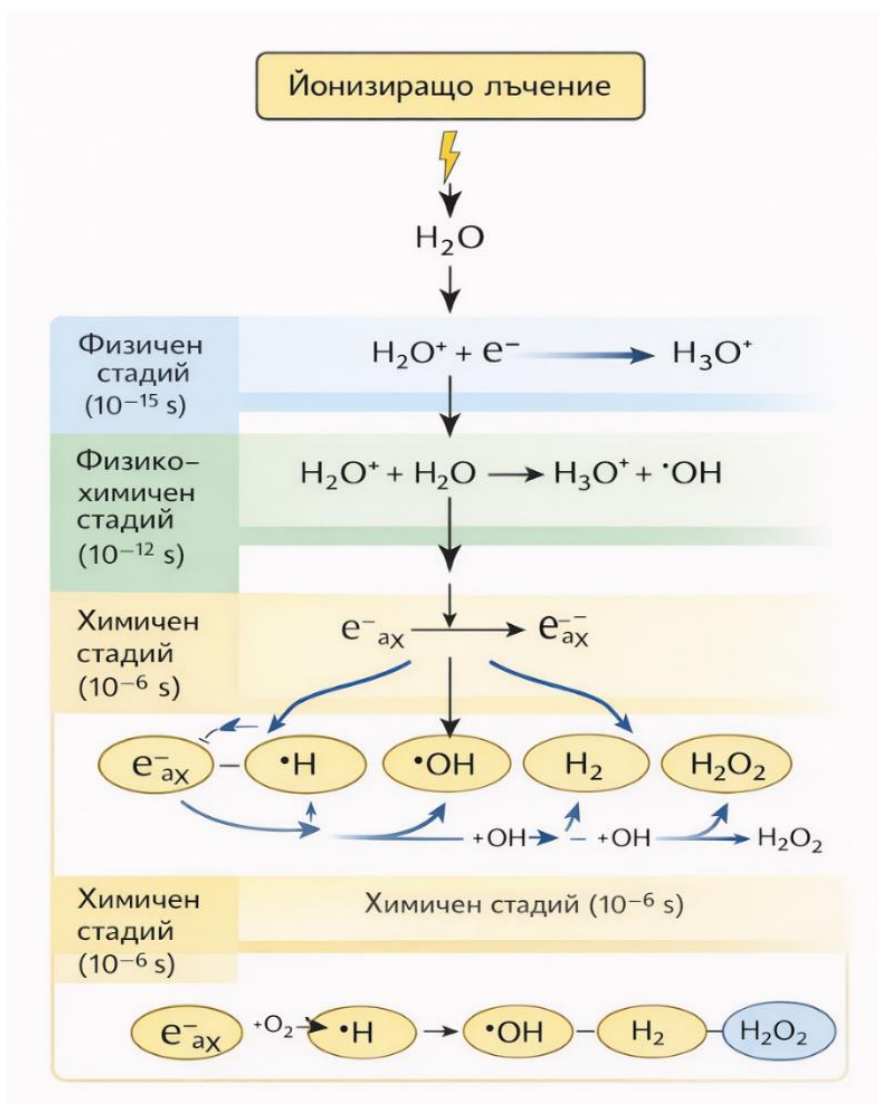 Йонизиращо лъчение
H₂O
Физичен
стадий
(10⁻¹⁵ s)
H₂O⁺ + e⁻ → H₃O⁺
Физико-
химичен
стадий
(10⁻¹² s)
H₂O⁺ + H₂O → H₃O⁺ + •OH
Химичен
стадий
(10⁻⁶ s)
e⁻ₐₓ → e⁻⁻ₐₓ
e⁻ₐₓ – •H •OH H₂ H₂O₂
+OH → – +OH → H₂O₂
Химичен
стадий
(10⁻⁶ s)
Химичен стадий (10⁻⁶ s)
e⁻ₐₓ +O₂→ •H → •OH – H₂ – H₂O₂